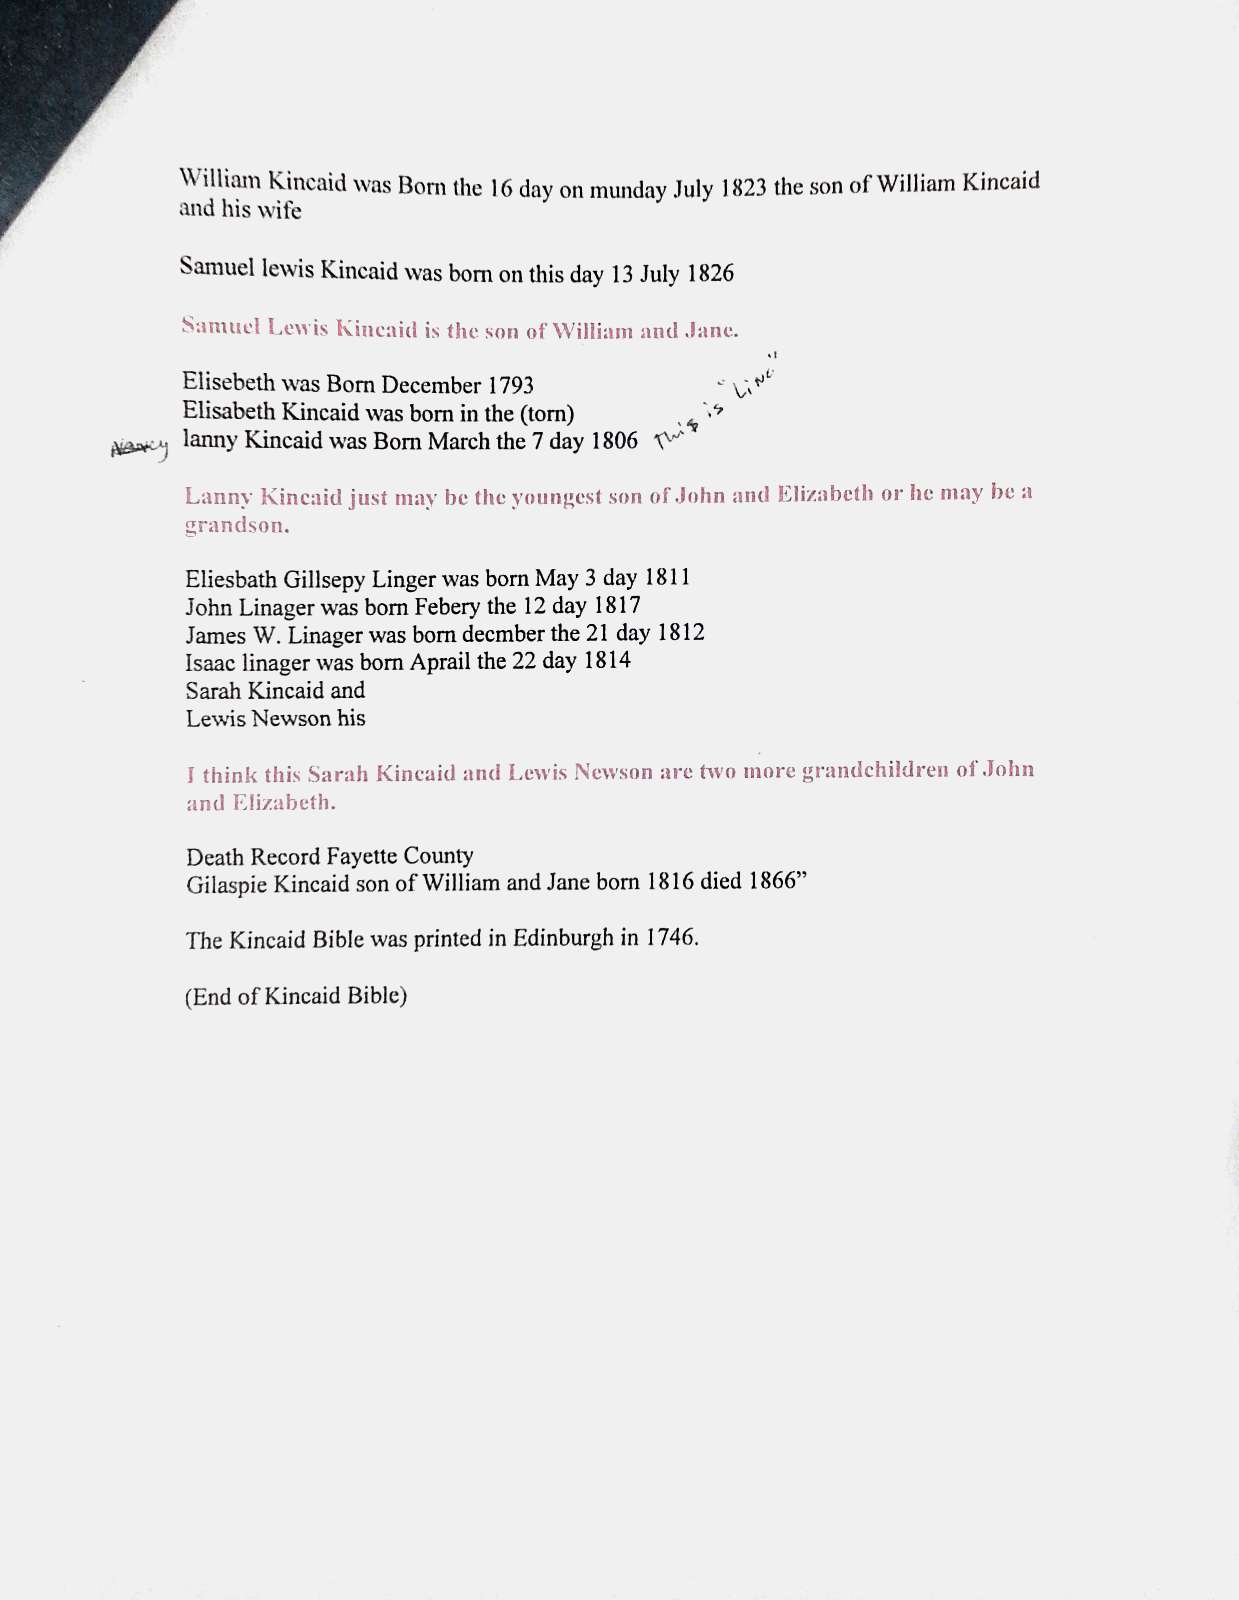 William Kincaid was Born the 16 day on munday July 1823 the son of William Kincaid
and his wife
Samuel lewis Kincaid was born on this day 13 July 1826
Samuel Lewis Kincaid is the son of William and Jane.
Elisebeth was Born December 1793
Elisabeth Kincaid was born in the (torn)
Nancy lanny Kincaid was Born March the 7 day 1806 This is "Line"
Lanny Kincaid just may be the youngest son of John and Elizabeth or he may be a
grandson.
Eliesbath Gillsepy Linger was born May 3 day 1811
John Linager was born Febery the 12 day 1817
James W. Linager was born decmber the 21 day 1812
Isaac linager was born Aprail the 22 day 1814
Sarah Kincaid and
Lewis Newson his
I think this Sarah Kincaid and Lewis Newson are two more grandchildren of John
and Elizabeth.
Death Record Fayette County
Gilaspie Kincaid son of William and Jane born 1816 died 1866”
The Kincaid Bible was printed in Edinburgh in 1746.
(End of Kincaid Bible)